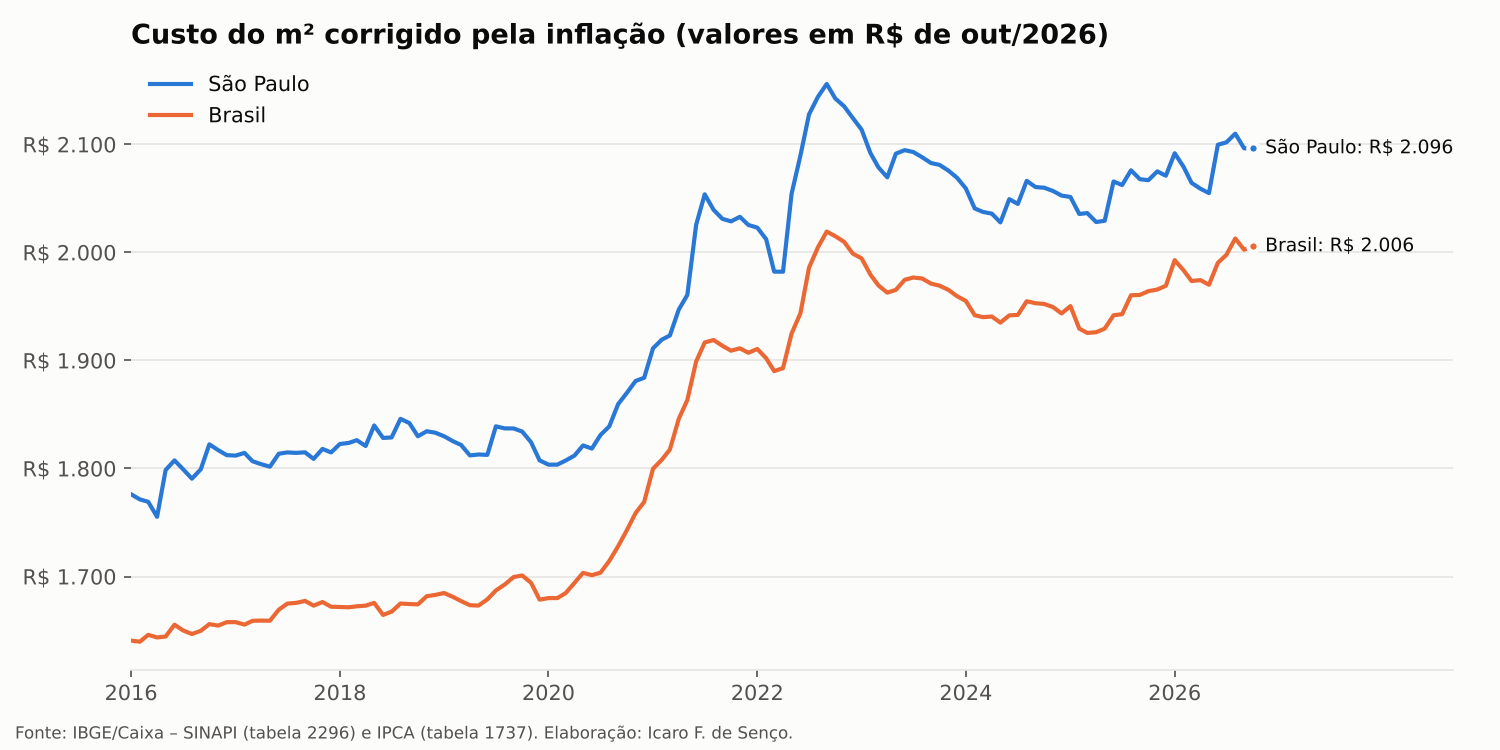 Custo do m² corrigido pela inflação (valores em R$ de out/2026)
São Paulo
Brasil
R$ 2.100
R$ 2.000
R$ 1.900
R$ 1.800
R$ 1.700
São Paulo: R$ 2.096
Brasil: R$ 2.006
2016 2018 2020 2022 2024 2026
Fonte: IBGE/Caixa – SINAPI (tabela 2296) e IPCA (tabela 1737). Elaboração: Icaro F. de Senço.